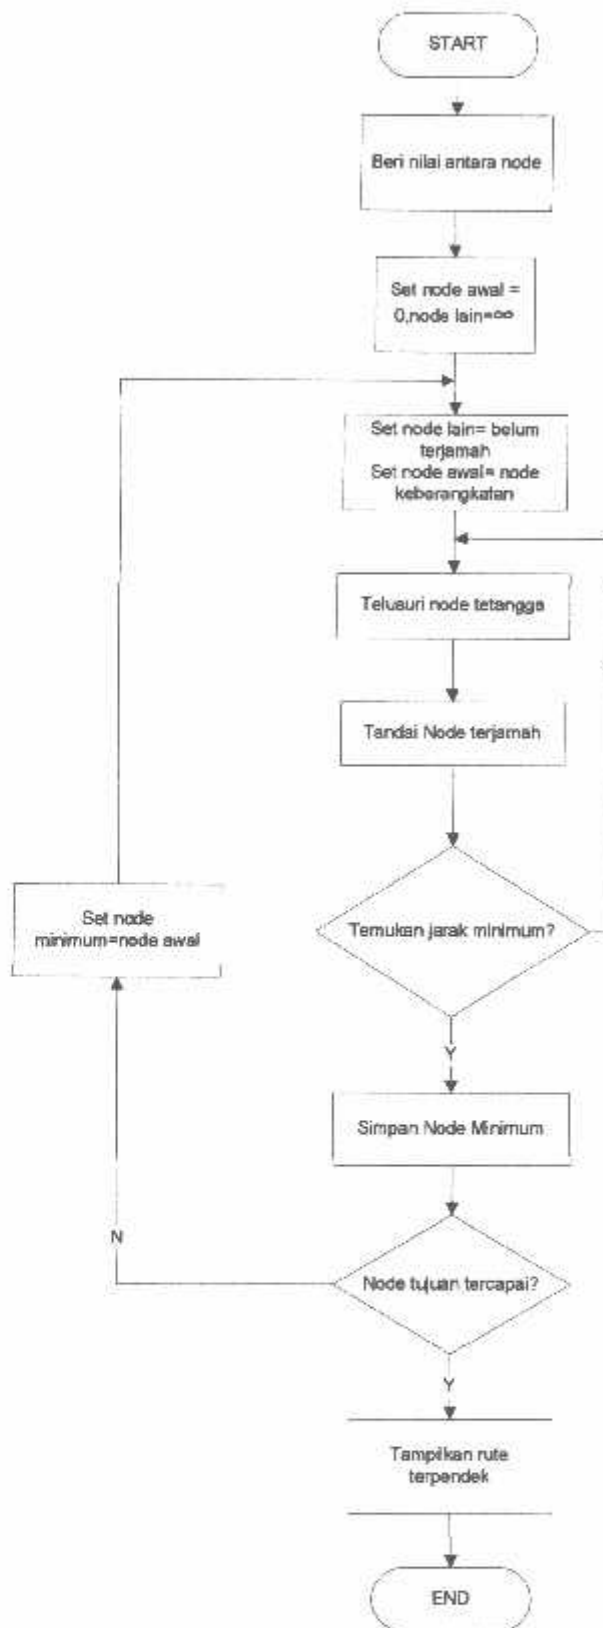 START
Beri nilai antara node
Set node awal =
0,node lain=∞
Set node lain= belum
terjamah
Set node awal= node
keberangkatan
Telusuri node tetangga
Tandai Node terjamah
Temukan jarak minimum?
Set node
minimum=node awal
Y
Simpan Node Minimum
N
Node tujuan tercapai?
Y
Tampilkan rute
terpendek
END